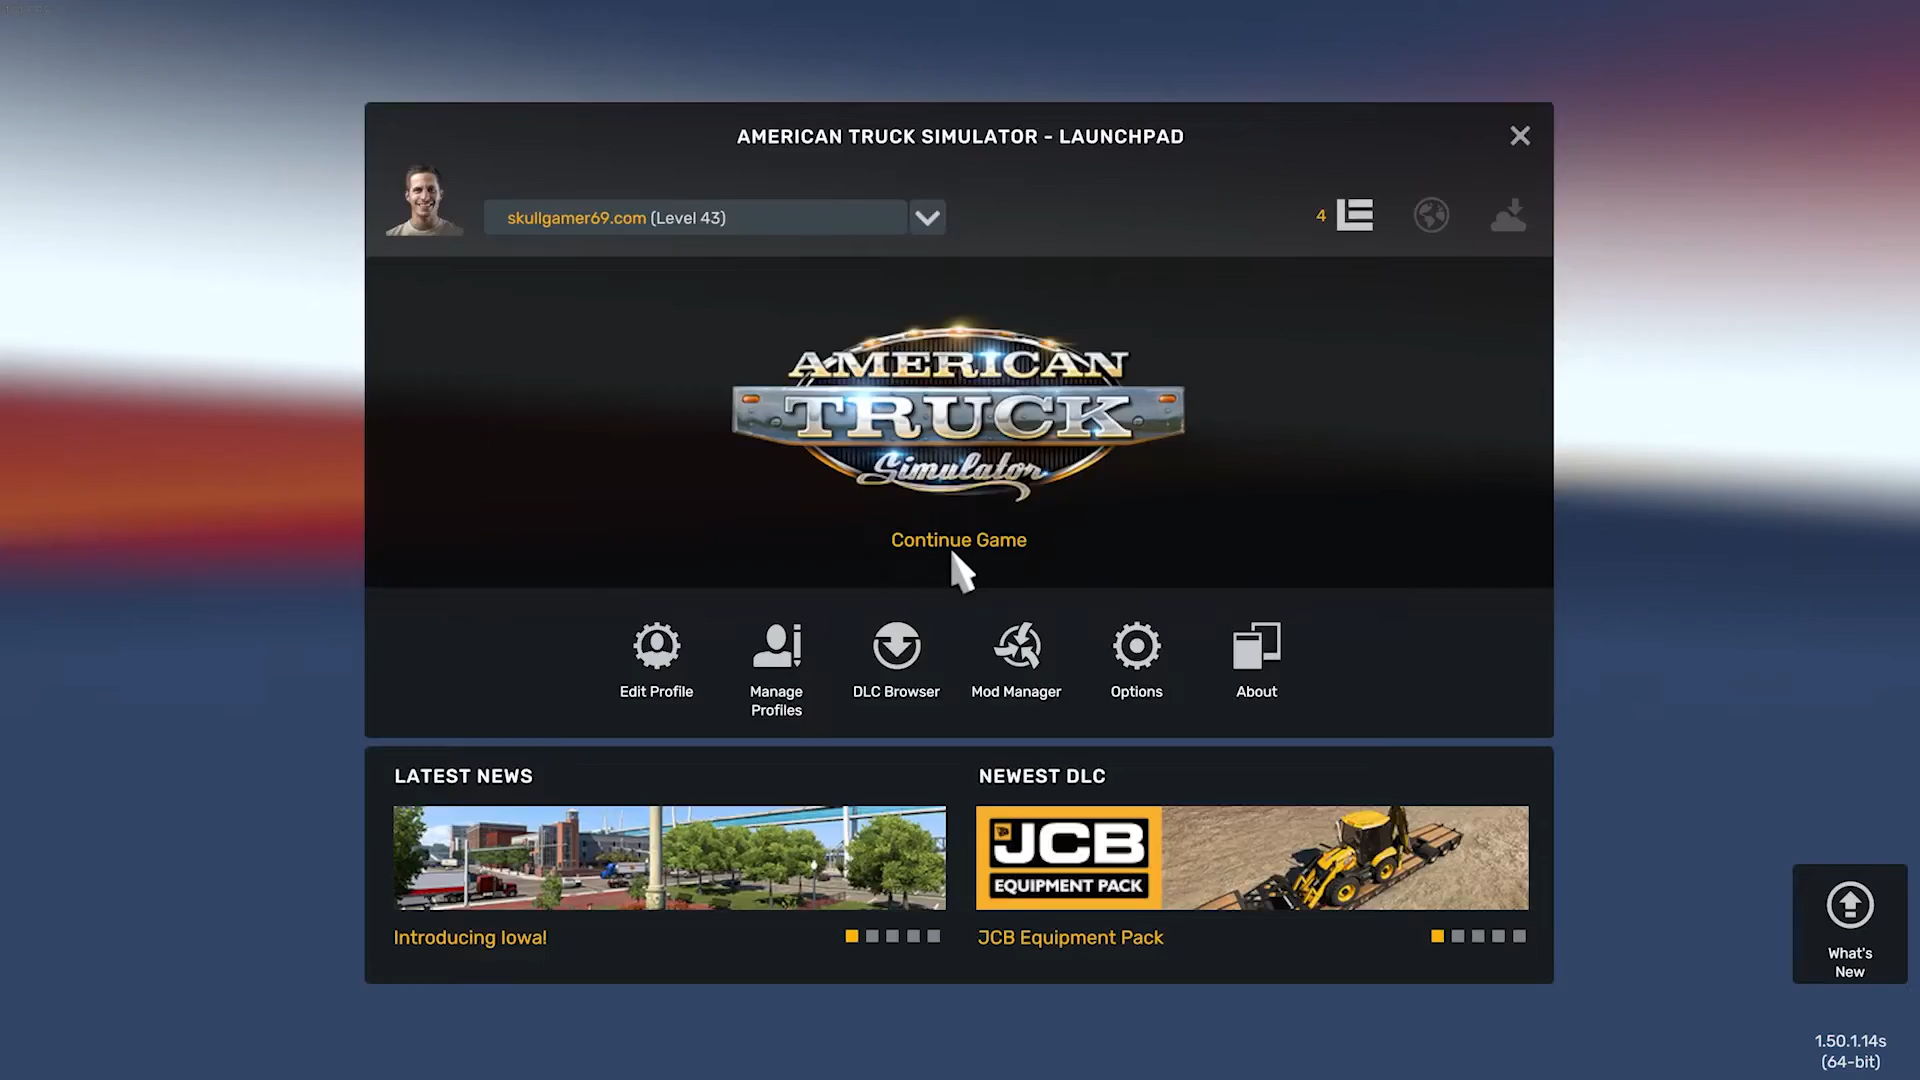 AMERICAN TRUCK SIMULATOR - LAUNCHPAD
skullgamer69.com (Level 43)
4
AMERICAN
TRUCK
Simulator
Continue Game
Edit Profile
Manage
Profiles
DLC Browser
Mod Manager
Options
About
LATEST NEWS
NEWEST DLC
JCB
JCB
EQUIPMENT PACK
Introducing Iowa!
JCB Equipment Pack
What's
New
1.50.1.14s
(64-bit)